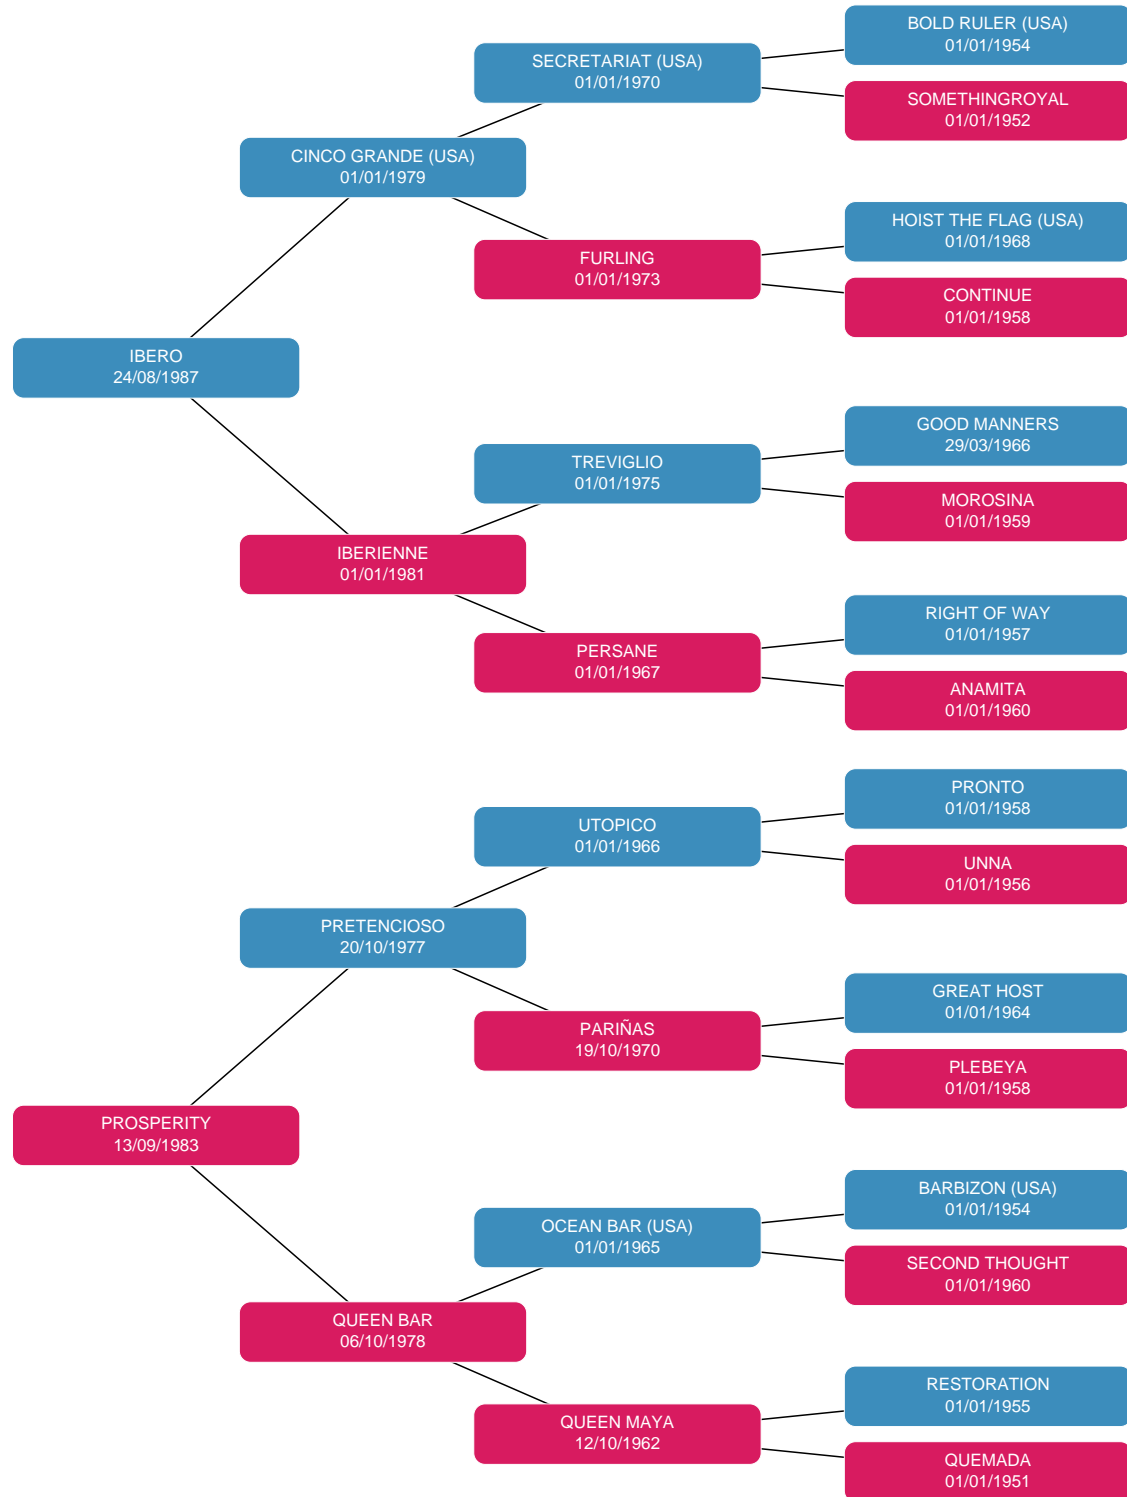 BOLD RULER (USA)
01/01/1954
SECRETARIAT (USA)
01/01/1970
SOMETHINGROYAL
01/01/1952
CINCO GRANDE (USA)
01/01/1979
HOIST THE FLAG (USA)
01/01/1968
FURLING
01/01/1973
CONTINUE
01/01/1958
IBERO
24/08/1987
GOOD MANNERS
29/03/1966
TREVIGLIO
01/01/1975
MOROSINA
01/01/1959
IBERIENNE
01/01/1981
RIGHT OF WAY
01/01/1957
PERSANE
01/01/1967
ANAMITA
01/01/1960
PRONTO
01/01/1958
UTOPICO
01/01/1966
UNNA
01/01/1956
PRETENCIOSO
20/10/1977
GREAT HOST
01/01/1964
PARIÑAS
19/10/1970
PLEBEYA
01/01/1958
PROSPERITY
13/09/1983
BARBIZON (USA)
01/01/1954
OCEAN BAR (USA)
01/01/1965
SECOND THOUGHT
01/01/1960
QUEEN BAR
06/10/1978
RESTORATION
01/01/1955
QUEEN MAYA
12/10/1962
QUEMADA
01/01/1951